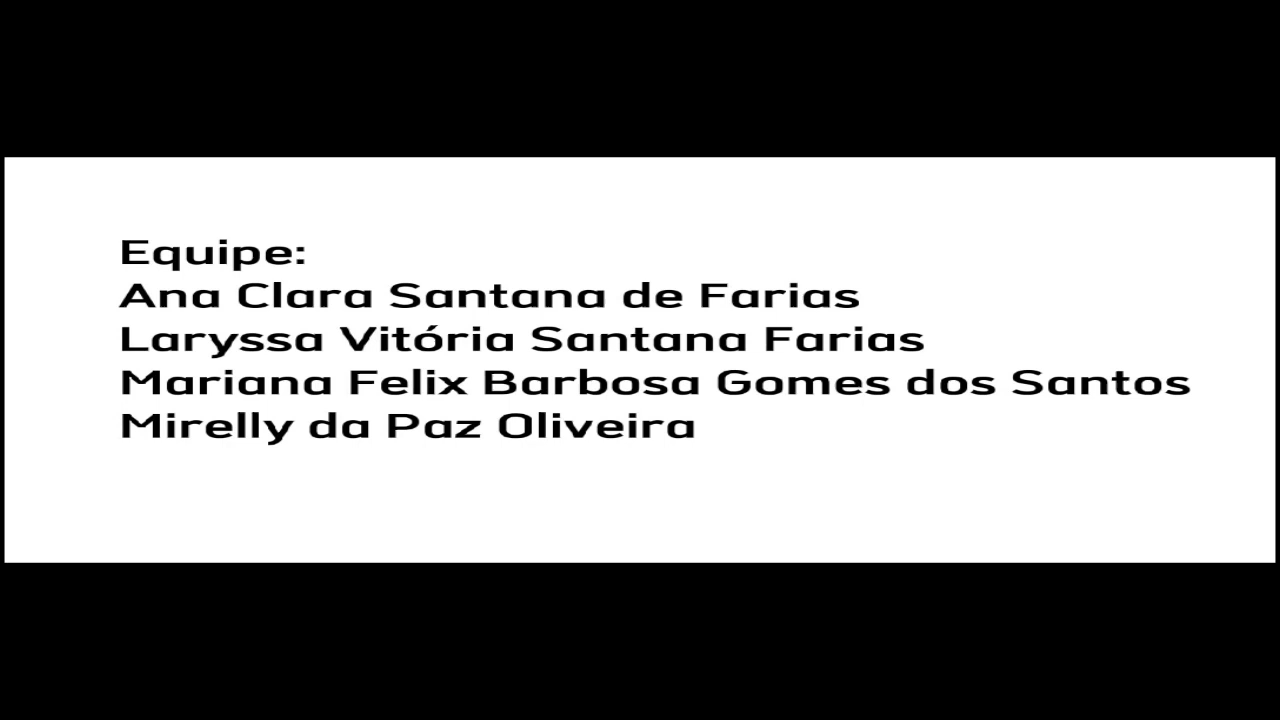 Equipe:
Ana Clara Santana de Farias
Laryssa Vitória Santana Farias
Mariana Felix Barbosa Gomes dos Santos
Mirelly da Paz Oliveira